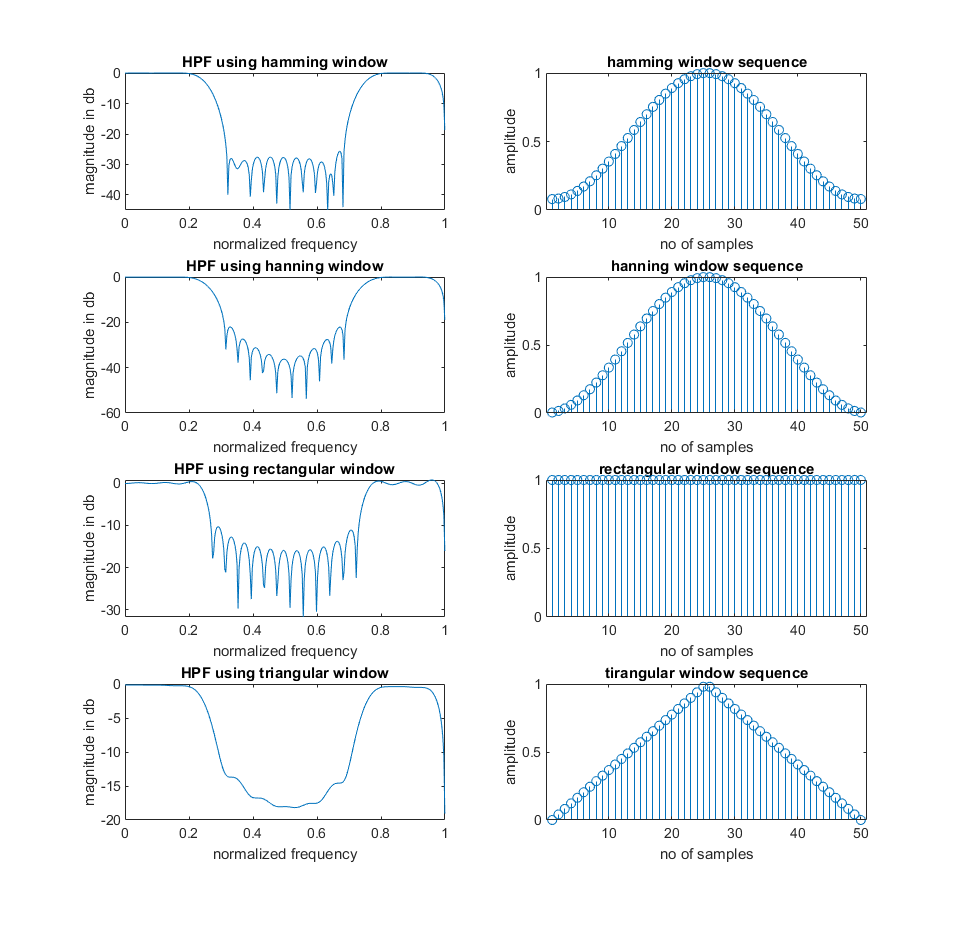 HPF using hamming window
magnitude in db
0
-10
-20
-30
-40
0 0.2 0.4 0.6 0.8 1
normalized frequency
hamming window sequence
amplitude
1
0.5
0
10 20 30 40 50
no of samples
HPF using hanning window
magnitude in db
0
-20
-40
-60
0 0.2 0.4 0.6 0.8 1
normalized frequency
hanning window sequence
amplitude
1
0.5
0
10 20 30 40 50
no of samples
HPF using rectangular window
magnitude in db
0
-10
-20
-30
0 0.2 0.4 0.6 0.8 1
normalized frequency
rectangular window sequence
amplitude
1
0.5
0
10 20 30 40 50
no of samples
HPF using triangular window
magnitude in db
0
-5
-10
-15
-20
0 0.2 0.4 0.6 0.8 1
normalized frequency
tirangular window sequence
amplitude
1
0.5
0
10 20 30 40 50
no of samples